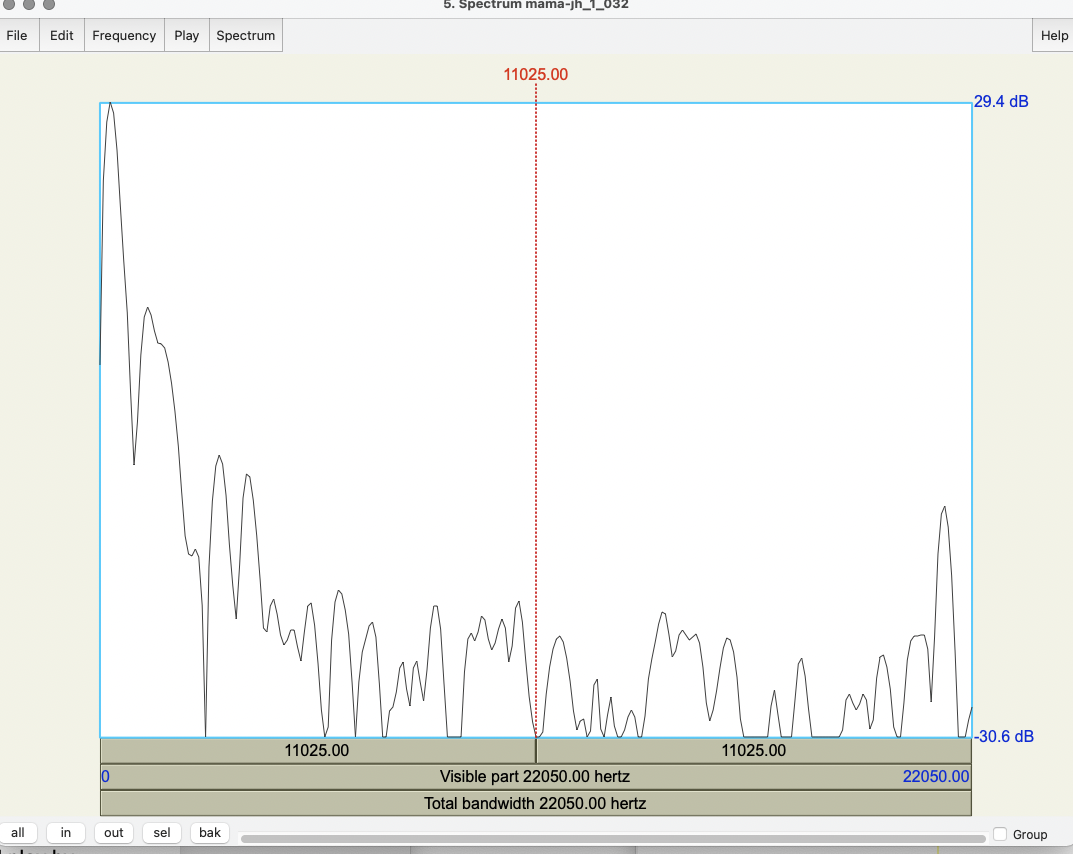 5. Spectrum mama-jh_1_032
File Edit Frequency Play Spectrum Help
11025.00
29.4 dB
-30.6 dB
11025.00 11025.00
0 Visible part 22050.00 hertz 22050.00
Total bandwidth 22050.00 hertz
all in out sel bak Group